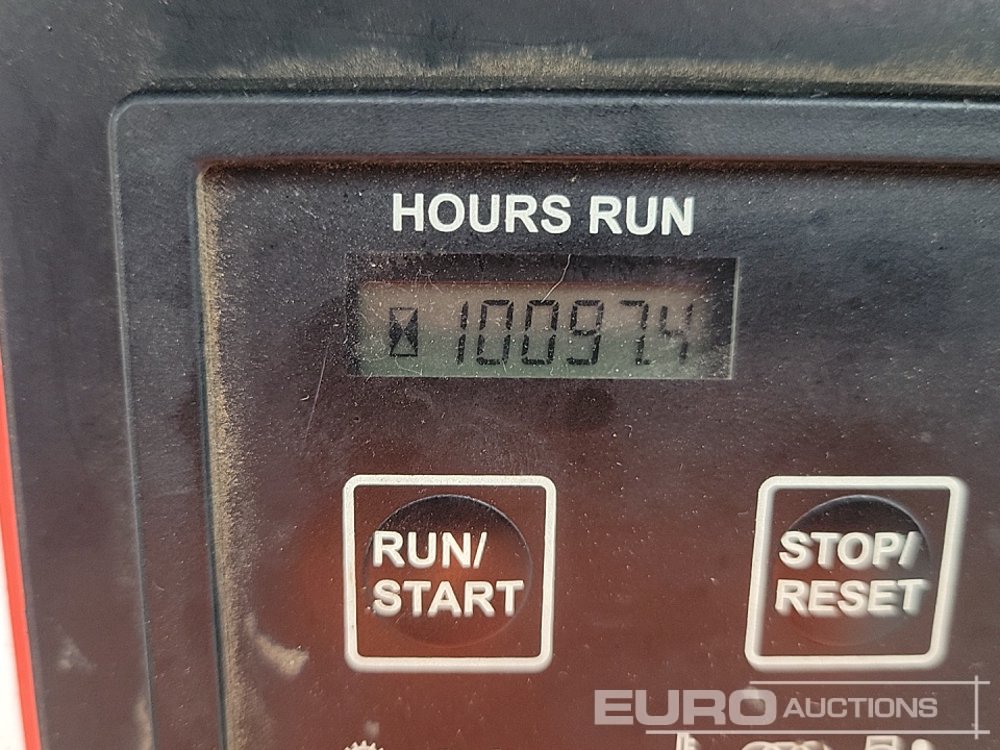 HOURS RUN
10097.4
RUN/
START
STOP/
RESET
EURO AUCTIONS